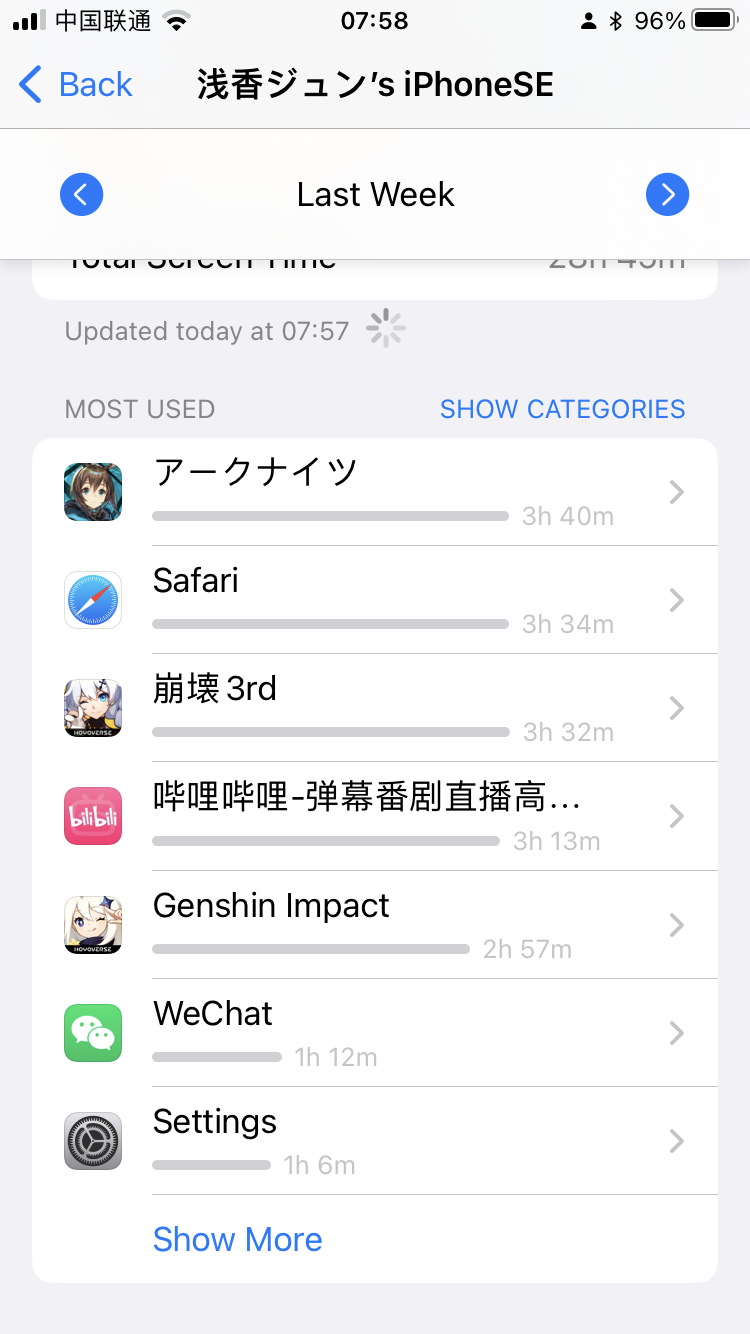 中国联通 07:58 96%
Back 浅香ジュン's iPhoneSE
Last Week
Total Screen Time
Updated today at 07:57
MOST USED SHOW CATEGORIES
アークナイツ
3h 40m
Safari
3h 34m
崩壊3rd
3h 32m
HOYOVERSE
哔哩哔哩-弹幕番剧直播高...
bilibili
3h 13m
Genshin Impact
2h 57m
HOYOVERSE
WeChat
1h 12m
Settings
1h 6m
Show More